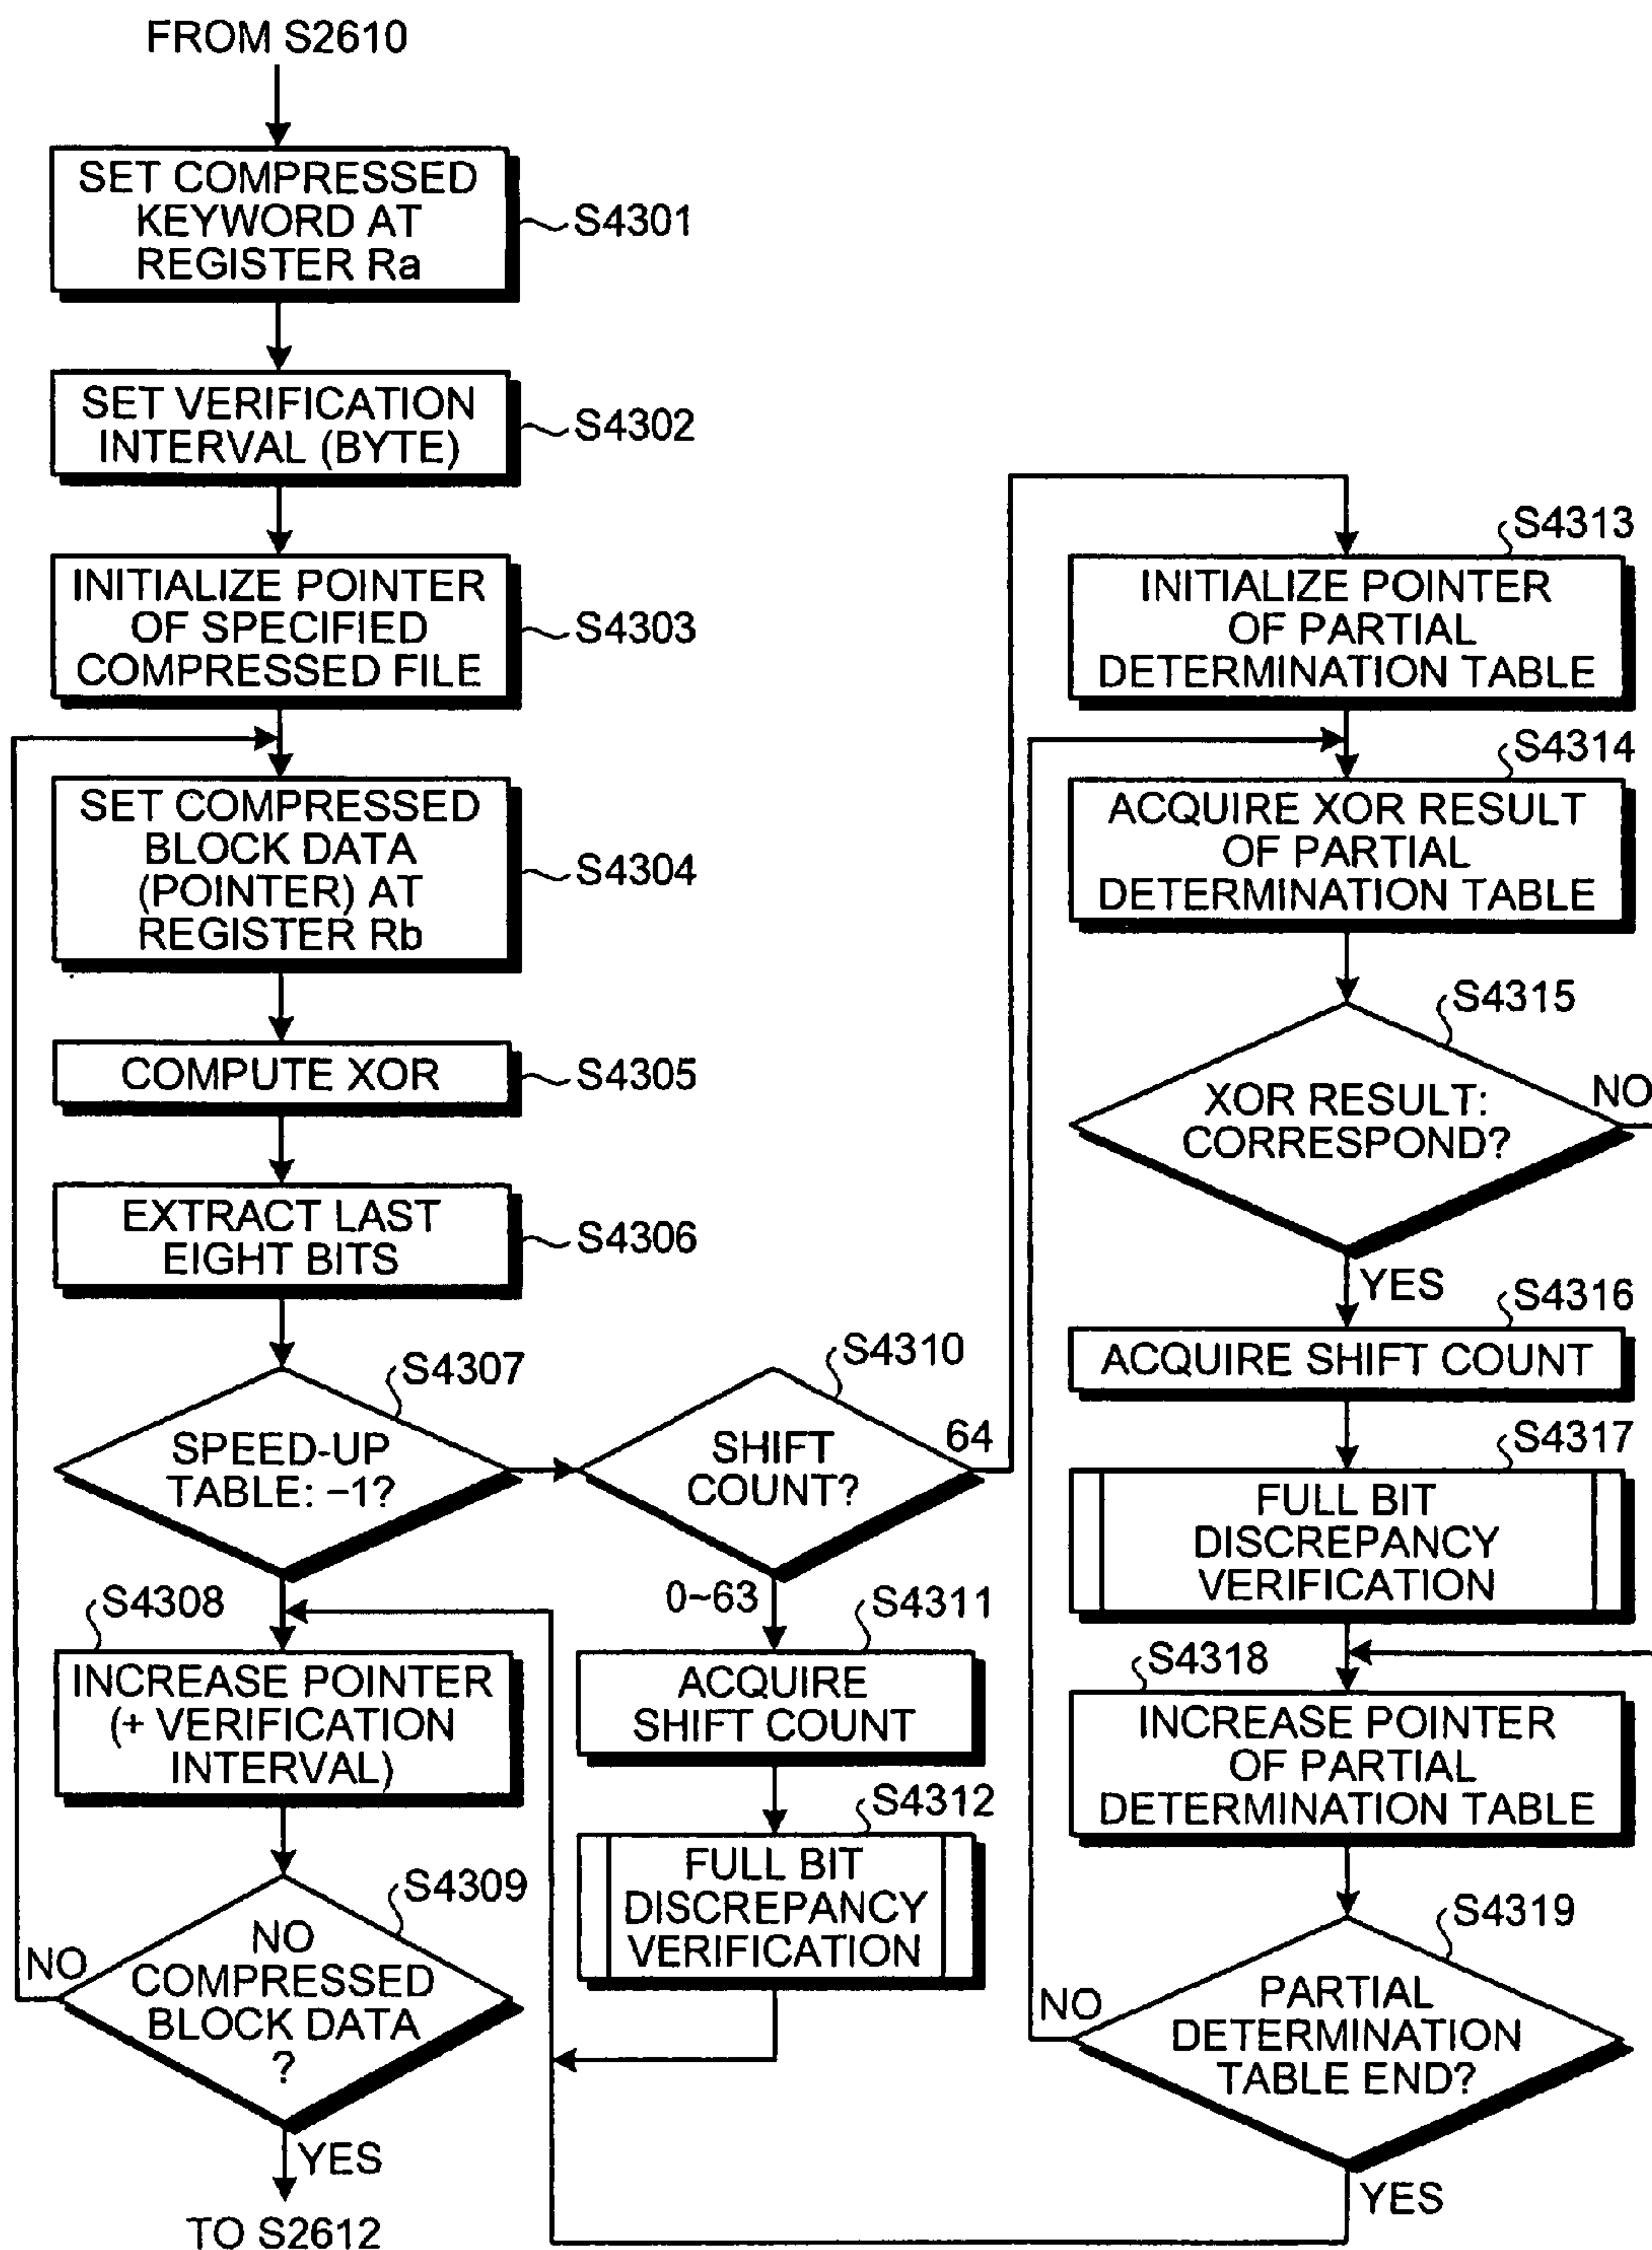 FROM S2610
SET COMPRESSED
KEYWORD AT
REGISTER Ra
S4301
SET VERIFICATION
INTERVAL (BYTE)
S4302
INITIALIZE POINTER
OF SPECIFIED
COMPRESSED FILE
S4303
SET COMPRESSED
BLOCK DATA
(POINTER) AT
REGISTER Rb
S4304
COMPUTE XOR
S4305
EXTRACT LAST
EIGHT BITS
S4306
S4307
SPEED-UP
TABLE: −1?
S4308
INCREASE POINTER
(+ VERIFICATION
INTERVAL)
S4309
NO
COMPRESSED
BLOCK DATA
?
NO
YES
TO S2612
S4310
SHIFT
COUNT?
64
0~63
S4311
ACQUIRE
SHIFT COUNT
S4312
FULL BIT
DISCREPANCY
VERIFICATION
S4313
INITIALIZE POINTER
OF PARTIAL
DETERMINATION TABLE
S4314
ACQUIRE XOR RESULT
OF PARTIAL
DETERMINATION TABLE
S4315
XOR RESULT:
CORRESPOND?
NO
YES
S4316
ACQUIRE SHIFT COUNT
S4317
FULL BIT
DISCREPANCY
VERIFICATION
S4318
INCREASE POINTER
OF PARTIAL
DETERMINATION TABLE
S4319
PARTIAL
DETERMINATION
TABLE END?
NO
YES